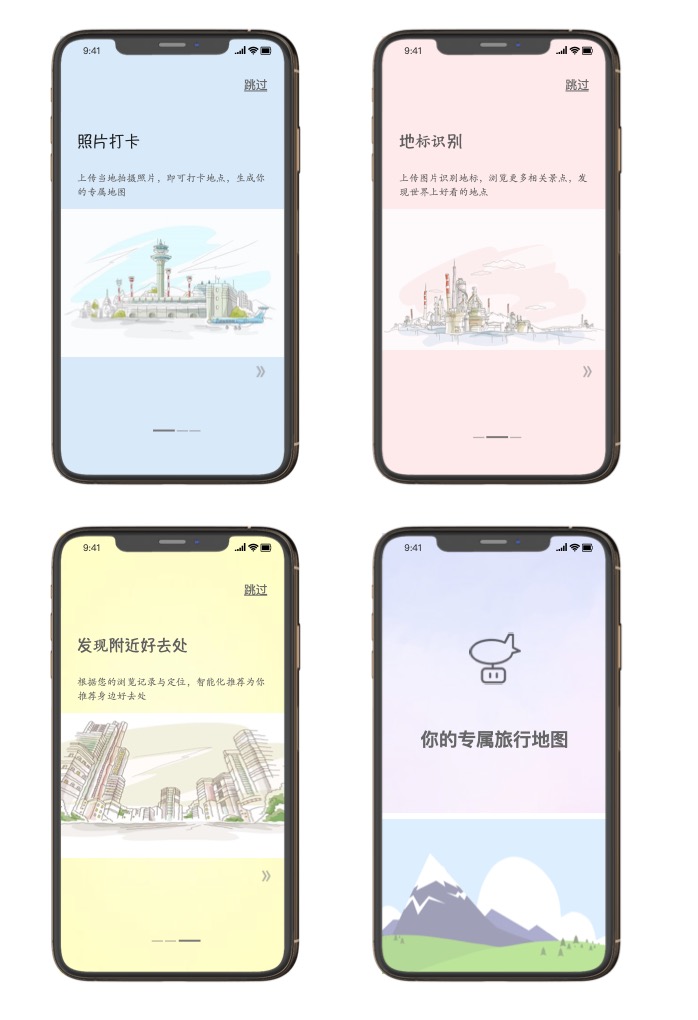 9:41
跳过
照片打卡
上传当地拍摄照片，即可打卡地点，生成你
的专属地图
9:41
跳过
地标识别
上传图片识别地标，浏览更多相关景点，发
现世界上好看的地点
9:41
跳过
发现附近好去处
根据您的浏览记录与定位，智能化推荐为你
推荐身边好去处
9:41
你的专属旅行地图